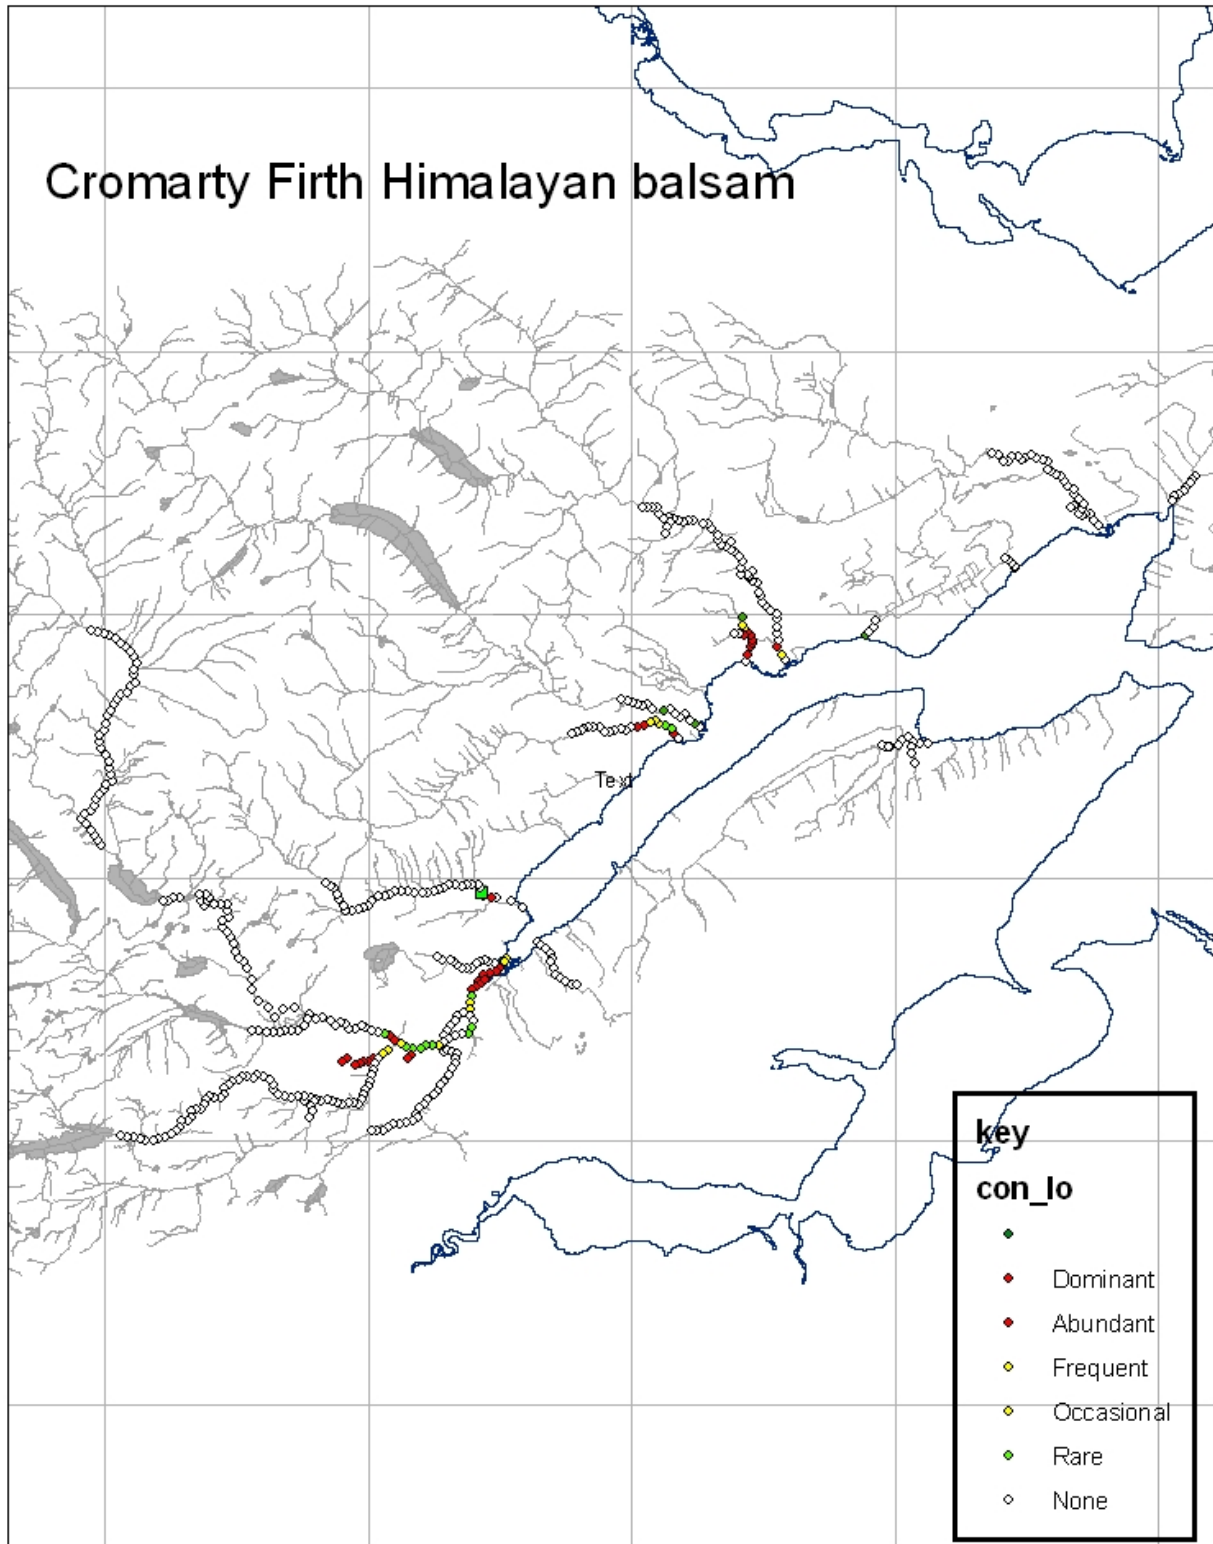 Cromarty Firth Himalayan balsam
Text
key
con_lo
Dominant
Abundant
Frequent
Occasional
Rare
None